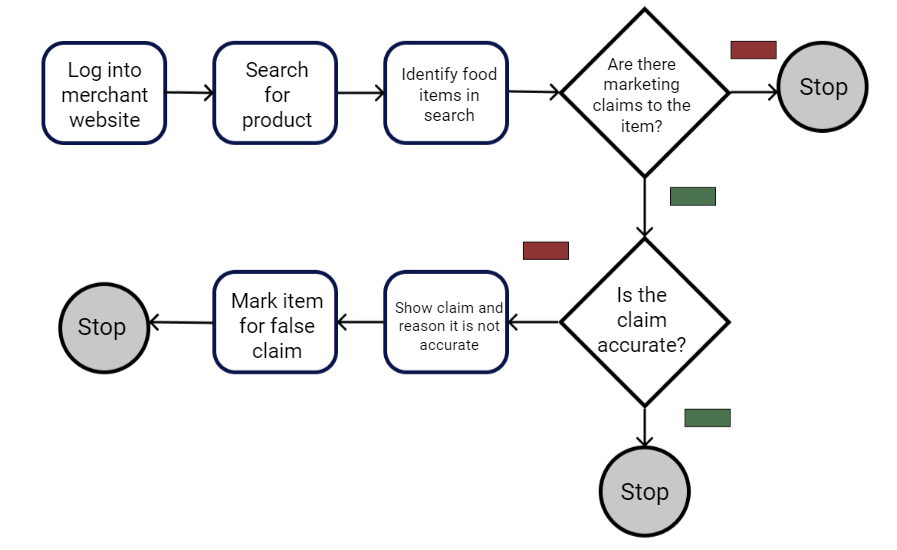 Log into
merchant
website
Search
for
product
Identify food
items in
search
Are there
marketing
claims to the
item?
Stop
Is the
claim
accurate?
Show claim and
reason it is not
accurate
Mark item
for false
claim
Stop
Stop